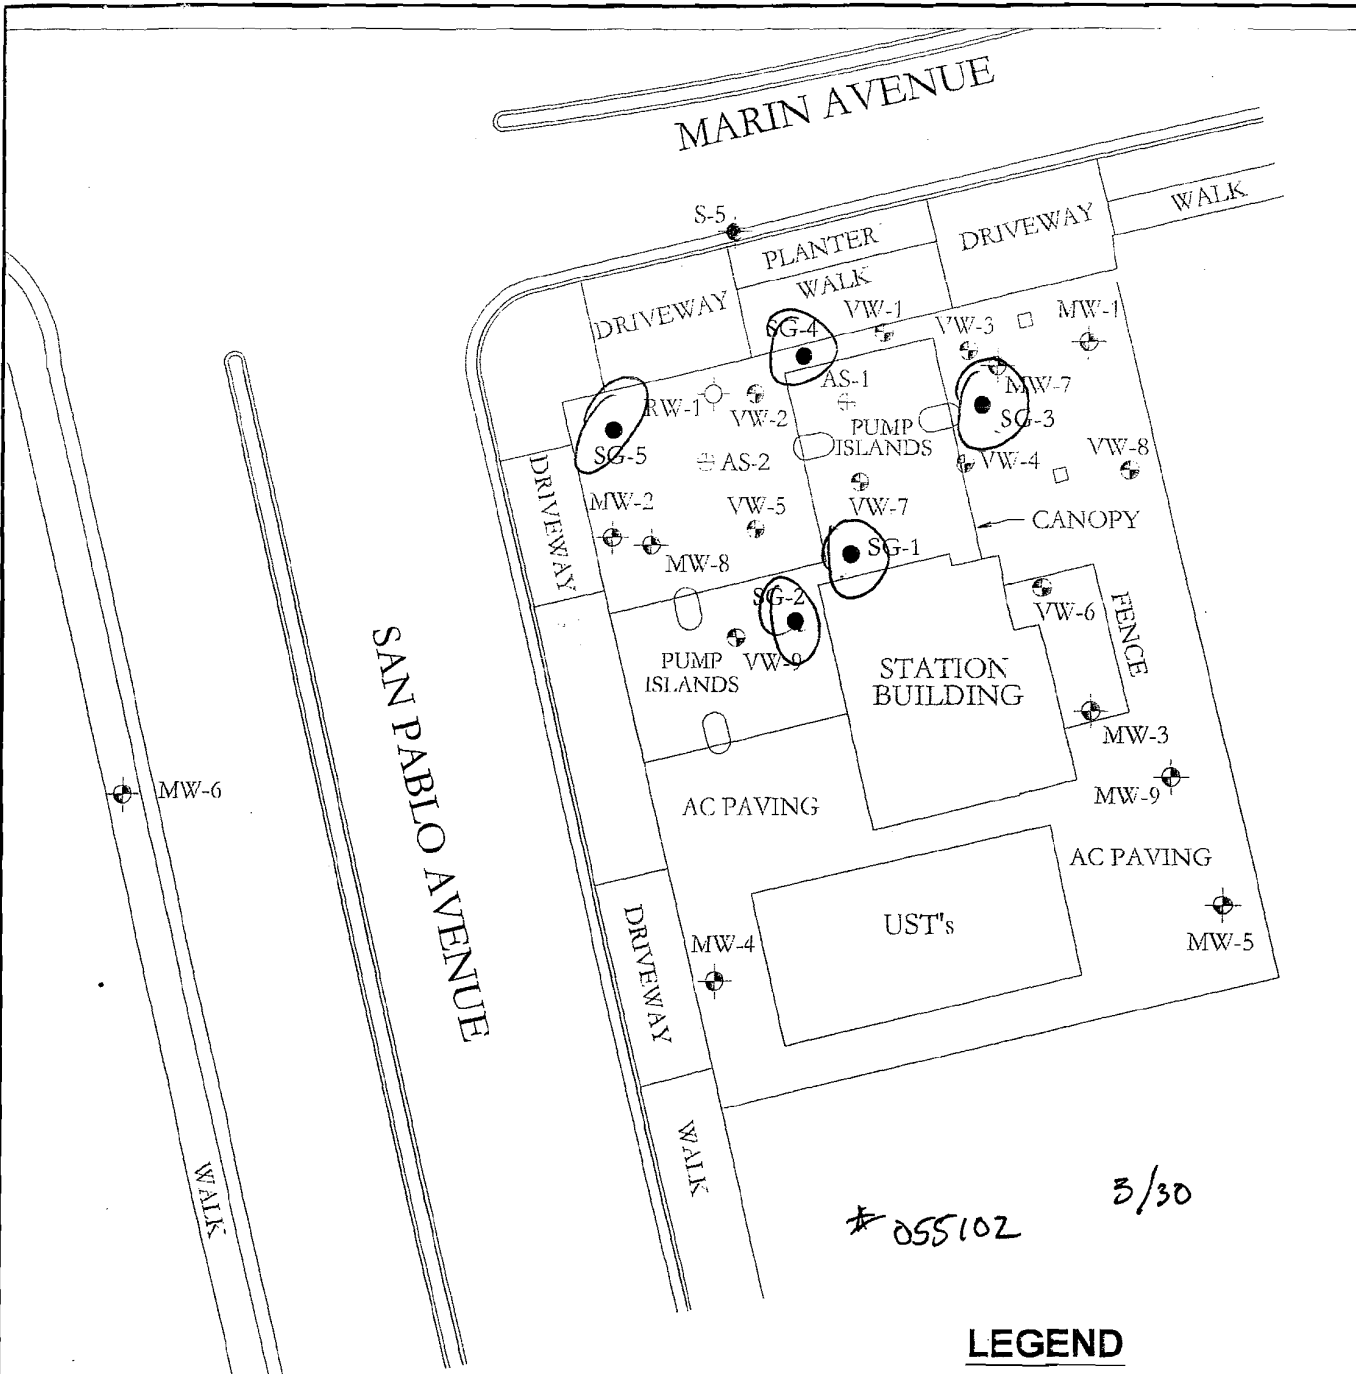 MARIN AVENUE
S-5
PLANTER
DRIVEWAY
WALK
WALK
DRIVEWAY
SG-4
VW-1
VW-3
MW-1
AS-1
MW-7
RW-1
VW-2
PUMP
ISLANDS
SG-3
SG-5
AS-2
VW-4
VW-8
DRIVEWAY
MW-2
VW-5
VW-7
CANOPY
MW-8
SG-1
SG-2
VW-6
FENCE
PUMP
ISLANDS
VW-9
STATION
BUILDING
SAN PABLO AVENUE
MW-3
MW-6
AC PAVING
MW-9
AC PAVING
DRIVEWAY
MW-4
UST's
MW-5
WALK
WALK
# 055102
3/30
LEGEND